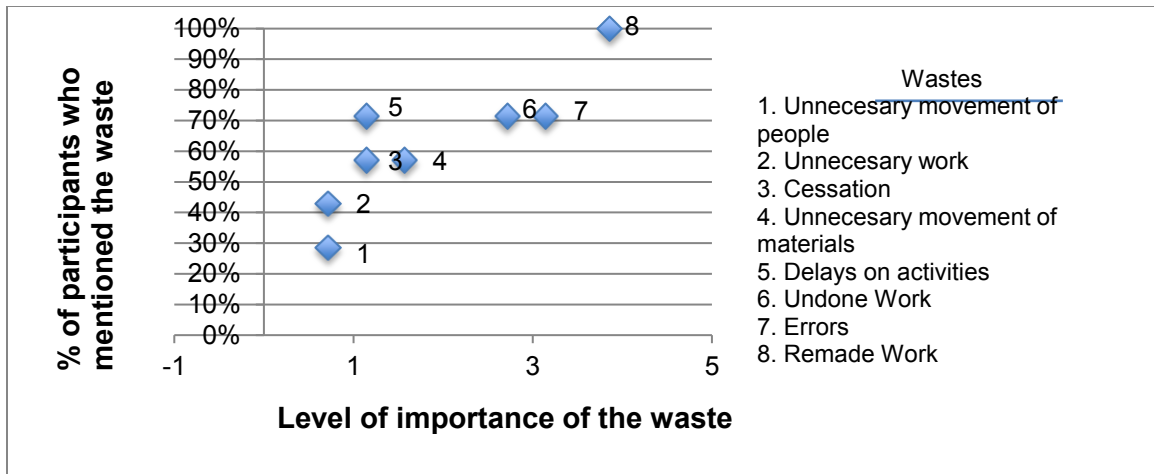 % of participants who
mentioned the waste
100%
90%
80%
70%
60%
50%
40%
30%
20%
10%
0%
8
5
6
7
3
4
2
1
-1
1
3
5
Level of importance of the waste
Wastes
1. Unnecesary movement of
people
2. Unnecesary work
3. Cessation
4. Unnecesary movement of
materials
5. Delays on activities
6. Undone Work
7. Errors
8. Remade Work